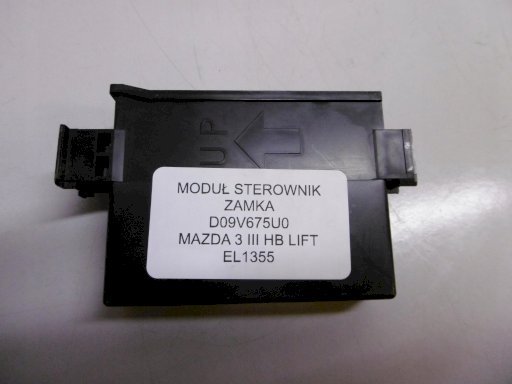 UP
MODUŁ STEROWNIK
ZAMKA
D09V675U0
MAZDA 3 III HB LIFT
EL1355